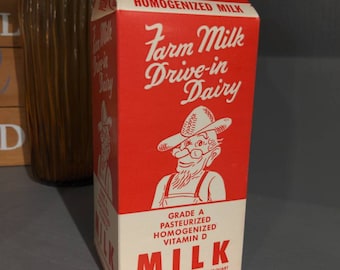 HOMOGENIZED MILK
Farm Milk
Drive-in
Dairy
GRADE A
PASTEURIZED
HOMOGENIZED
VITAMIN D
MILK
D